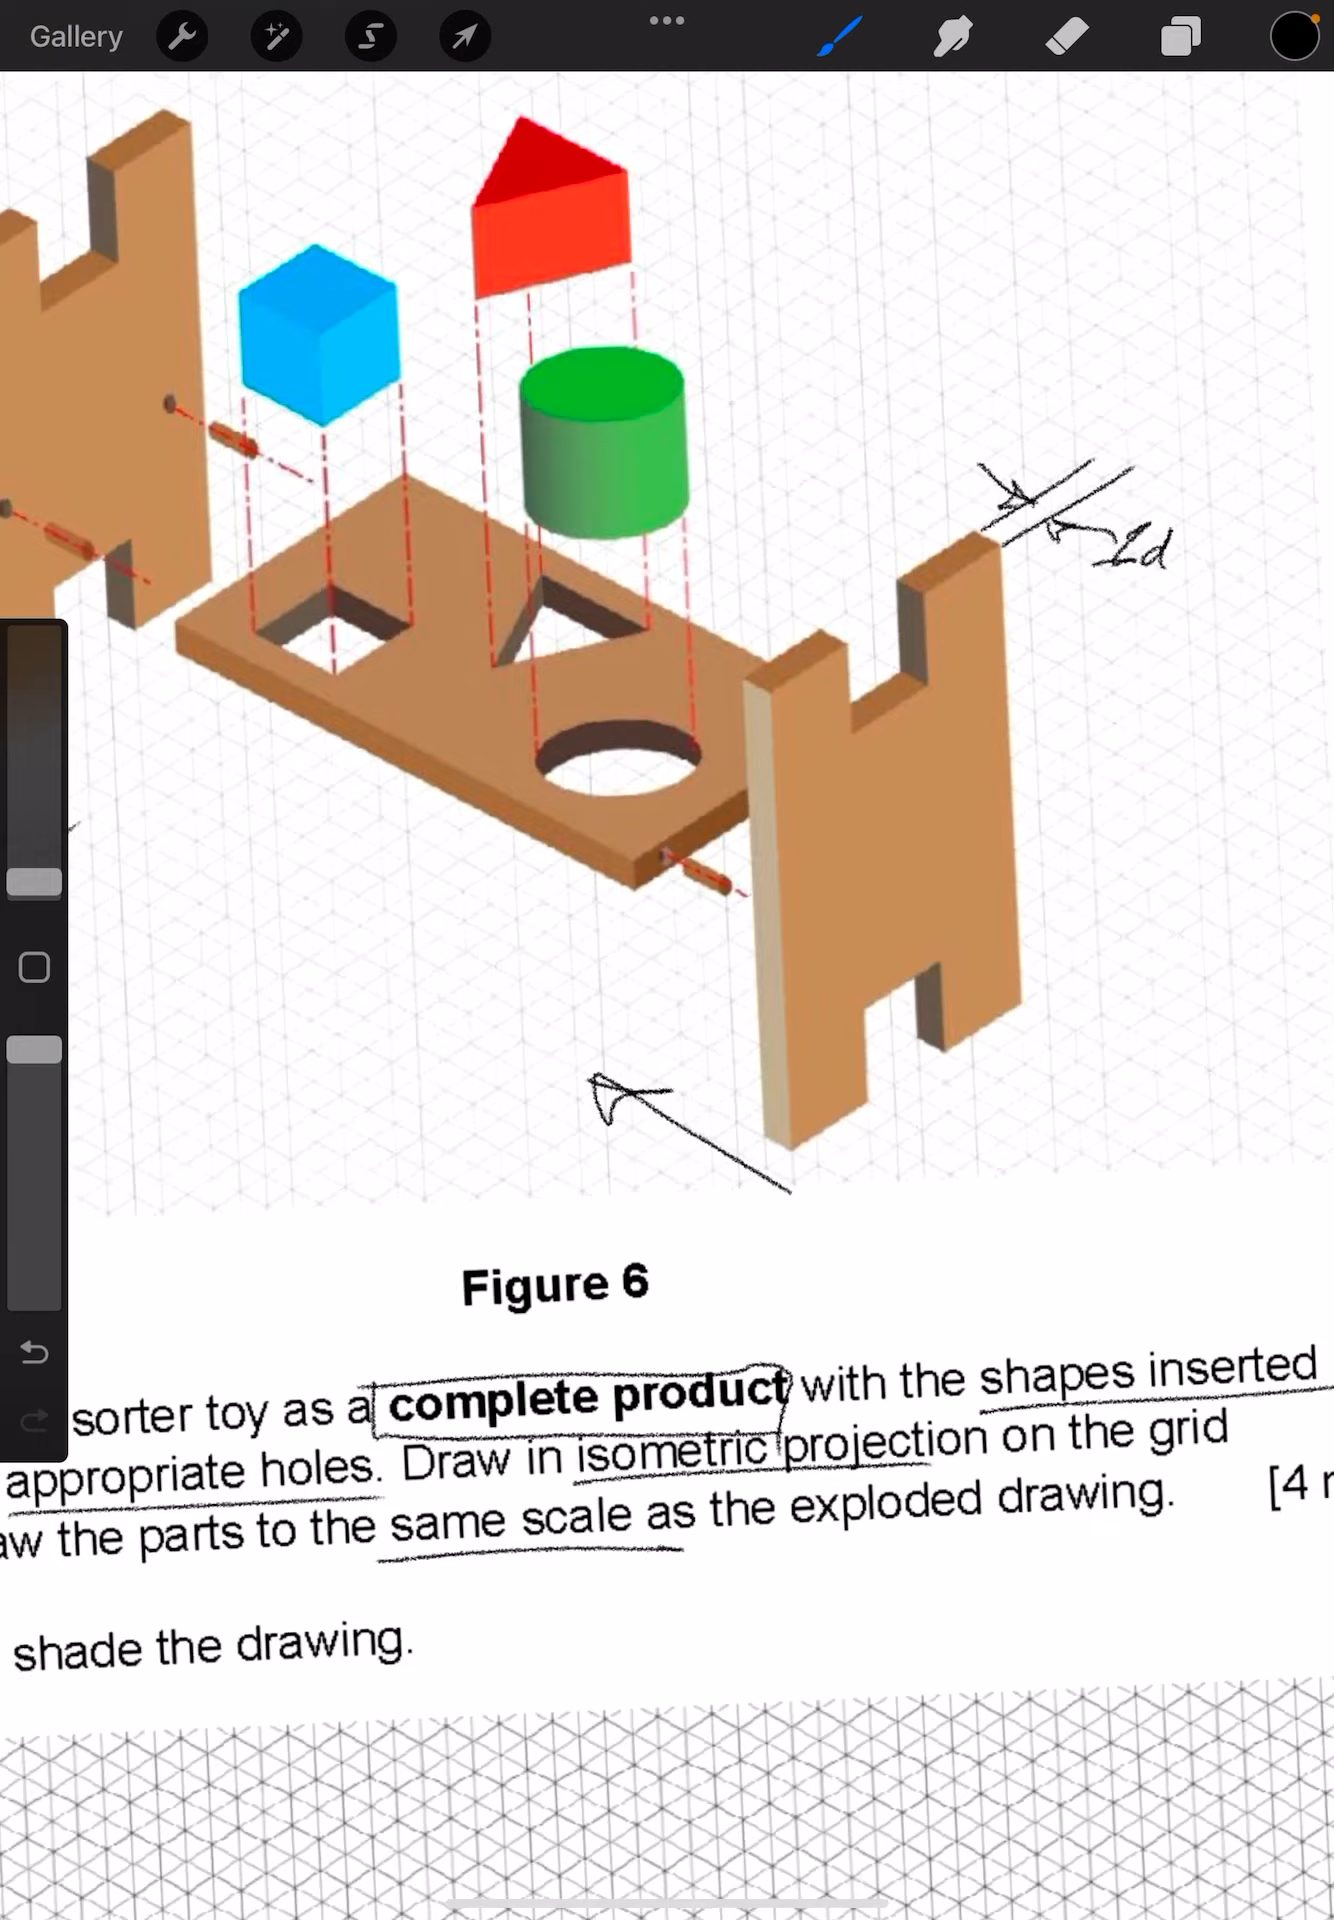 Gallery
1d
Figure 6
sorter toy as a complete product with the shapes inserted
appropriate holes. Draw in isometric projection on the grid
aw the parts to the same scale as the exploded drawing. [4
shade the drawing.